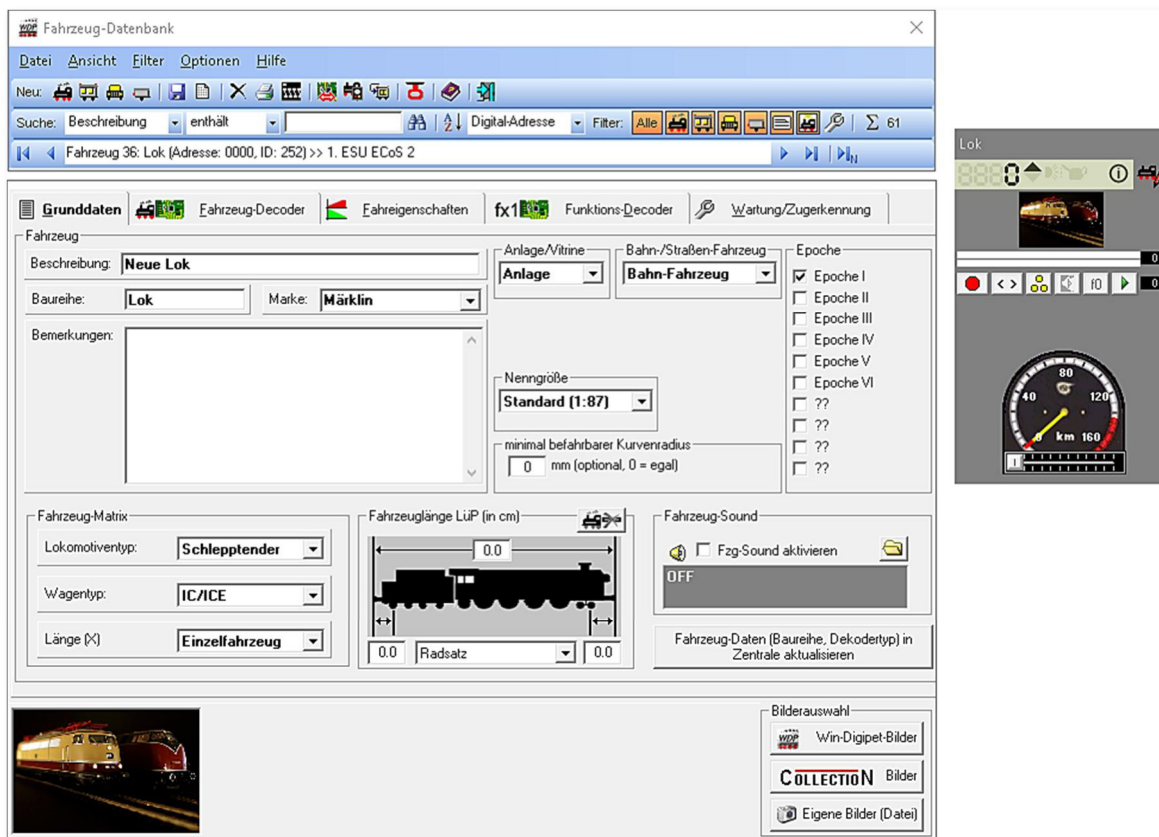 WDP Fahrzeug-Datenbank
Datei Ansicht Filter Optionen Hilfe
Neu:
Suche: Beschreibung enthält Digital-Adresse Filter: Alle Σ 61
Fahrzeug 36: Lok (Adresse: 0000, ID: 252) >> 1. ESU ECoS 2
N
Grunddaten Fahrzeug-Decoder Fahreigenschaften fx1 Funktions-Decoder Wartung/Zugerkennung
Fahrzeug
Beschreibung: Neue Lok
Baureihe: Lok Marke: Märklin
Bemerkungen:
Anlage/Vitrine
Anlage
Bahn-/Straßen-Fahrzeug
Bahn-Fahrzeug
Nenngröße
Standard (1:87)
minimal befahrbarer Kurvenradius
0 mm (optional, 0 = egal)
Epoche
Epoche I
Epoche II
Epoche III
Epoche IV
Epoche V
Epoche VI
??
??
??
??
Fahrzeug-Matrix
Lokomotiventyp: Schlepptender
Wagentyp: IC/ICE
Länge (X) Einzelfahrzeug
Fahrzeuglänge LüP (in cm)
0.0
0.0 Radsatz 0.0
Fahrzeug-Sound
Fzg-Sound aktivieren
OFF
Fahrzeug-Daten (Baureihe, Dekodertyp) in
Zentrale aktualisieren
Bilderauswahl
WDP Win-Digipet-Bilder
COLLECTION Bilder
Eigene Bilder (Datei)
Lok
0
0
< > f0 0
80
40 120
0 km 160